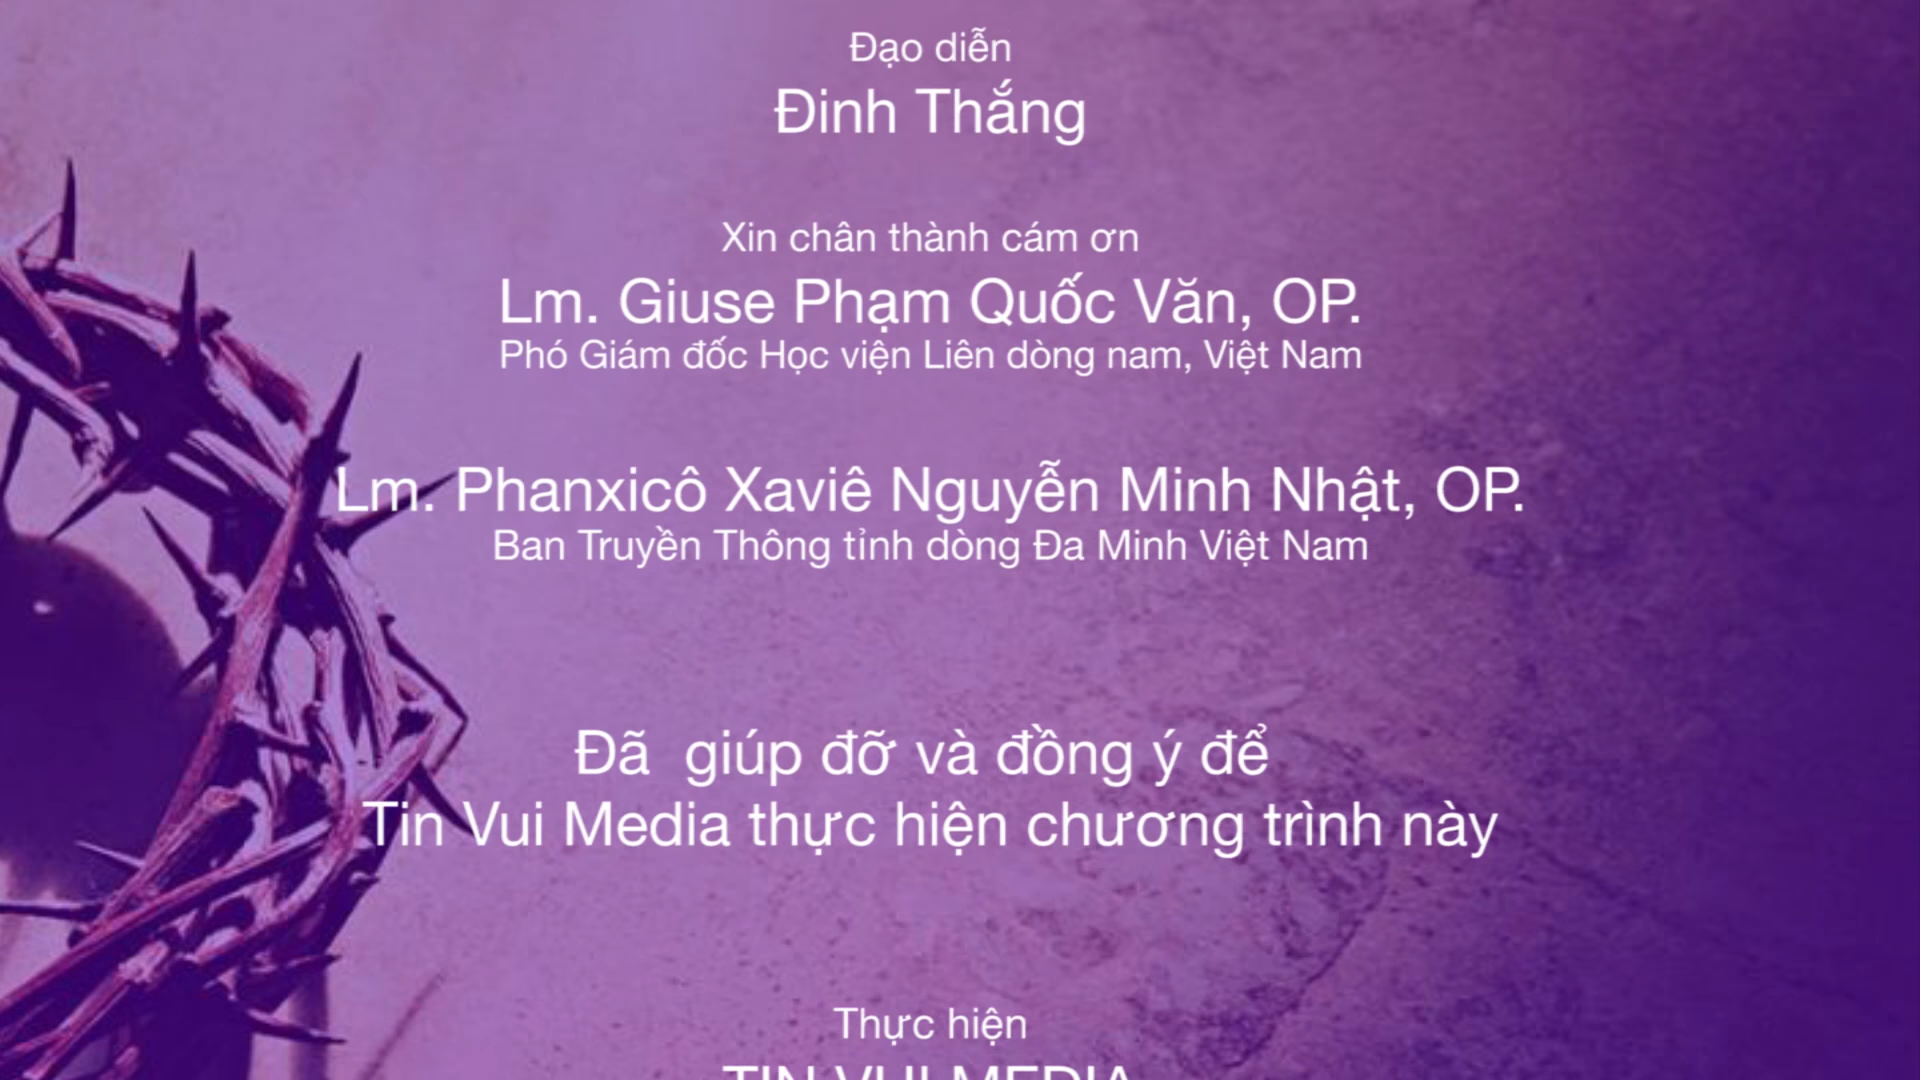 Đạo diễn
Đinh Thắng
Xin chân thành cám ơn
Lm. Giuse Phạm Quốc Văn, OP.
Phó Giám đốc Học viện Liên dòng nam, Việt Nam
Lm. Phanxicô Xaviê Nguyễn Minh Nhật, OP.
Ban Truyền Thông tỉnh dòng Đa Minh Việt Nam
Đã giúp đỡ và đồng ý để
Tin Vui Media thực hiện chương trình này
Thực hiện
TIN VUI MEDIA